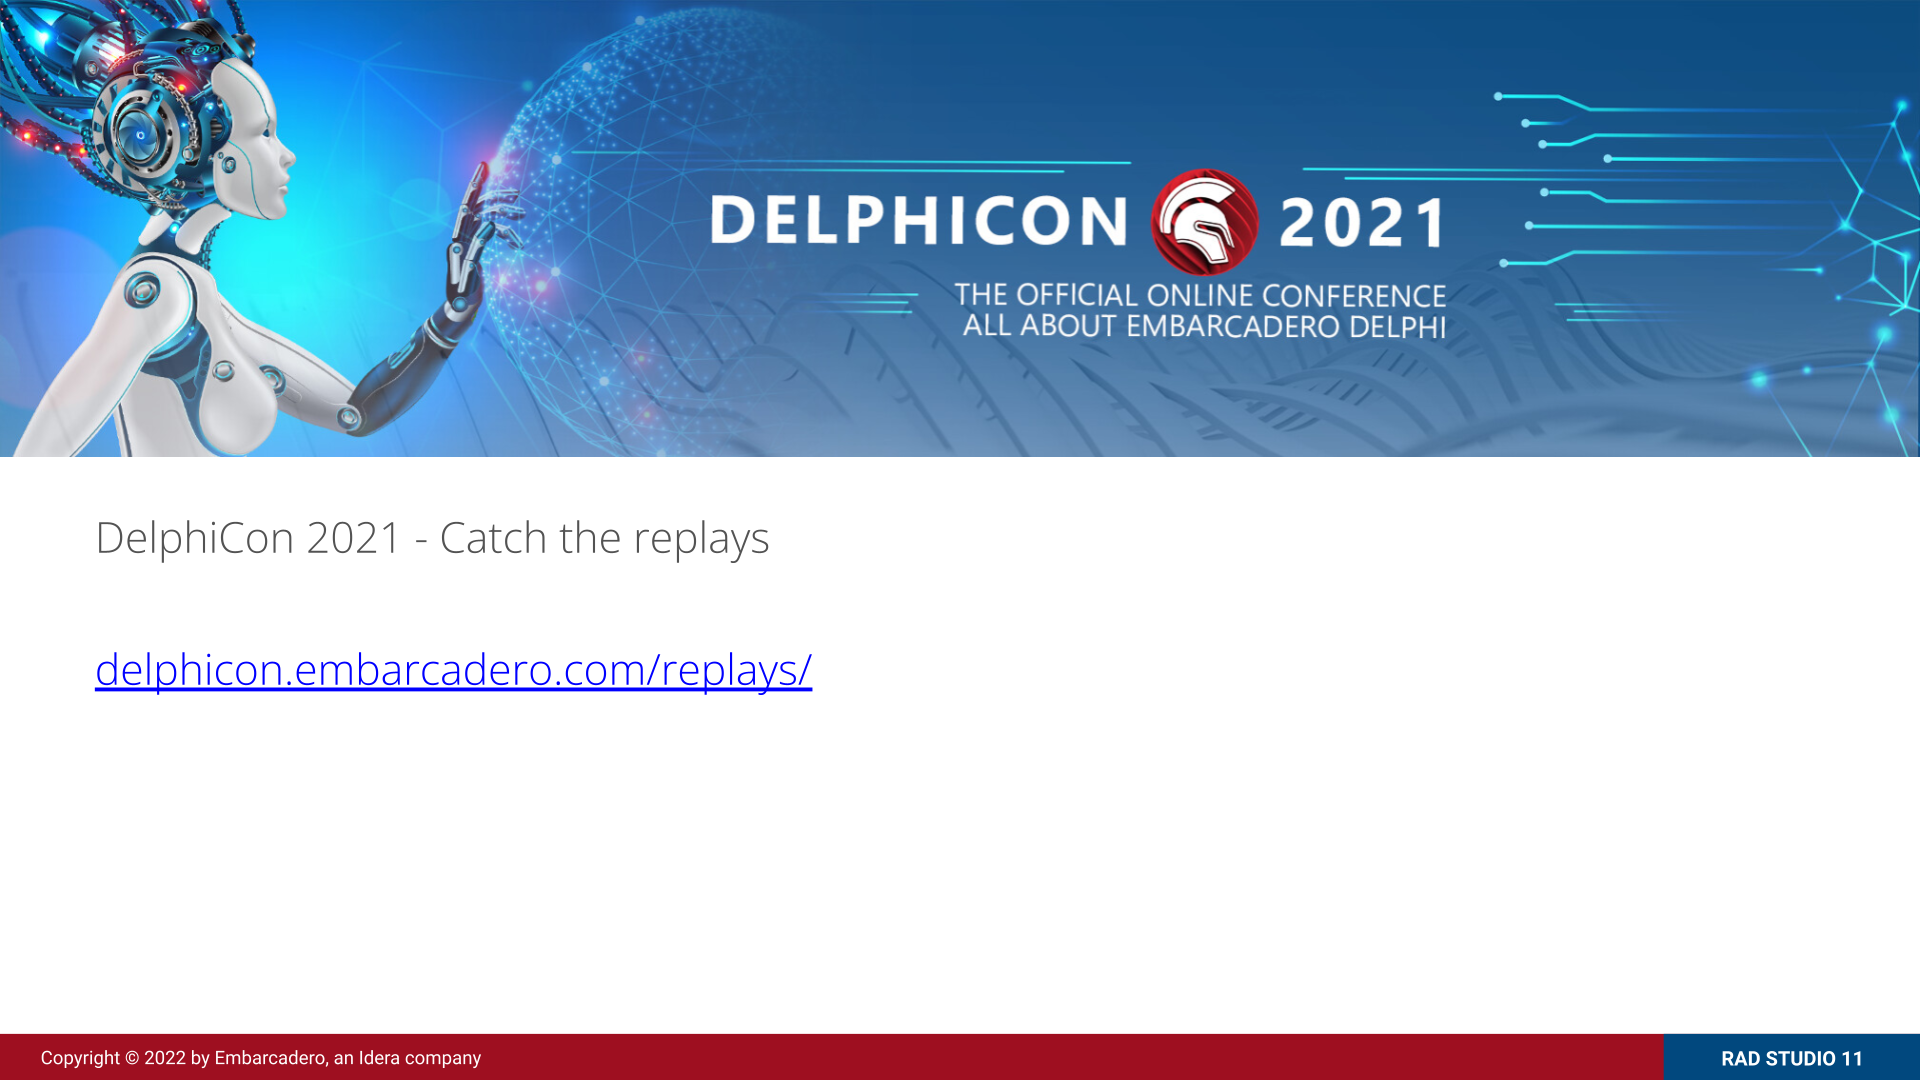 DELPHICON 2021
THE OFFICIAL ONLINE CONFERENCE
ALL ABOUT EMBARCADERO DELPHI
DelphiCon 2021 - Catch the replays
delphicon.embarcadero.com/replays/
Copyright © 2022 by Embarcadero, an Idera company
RAD STUDIO 11